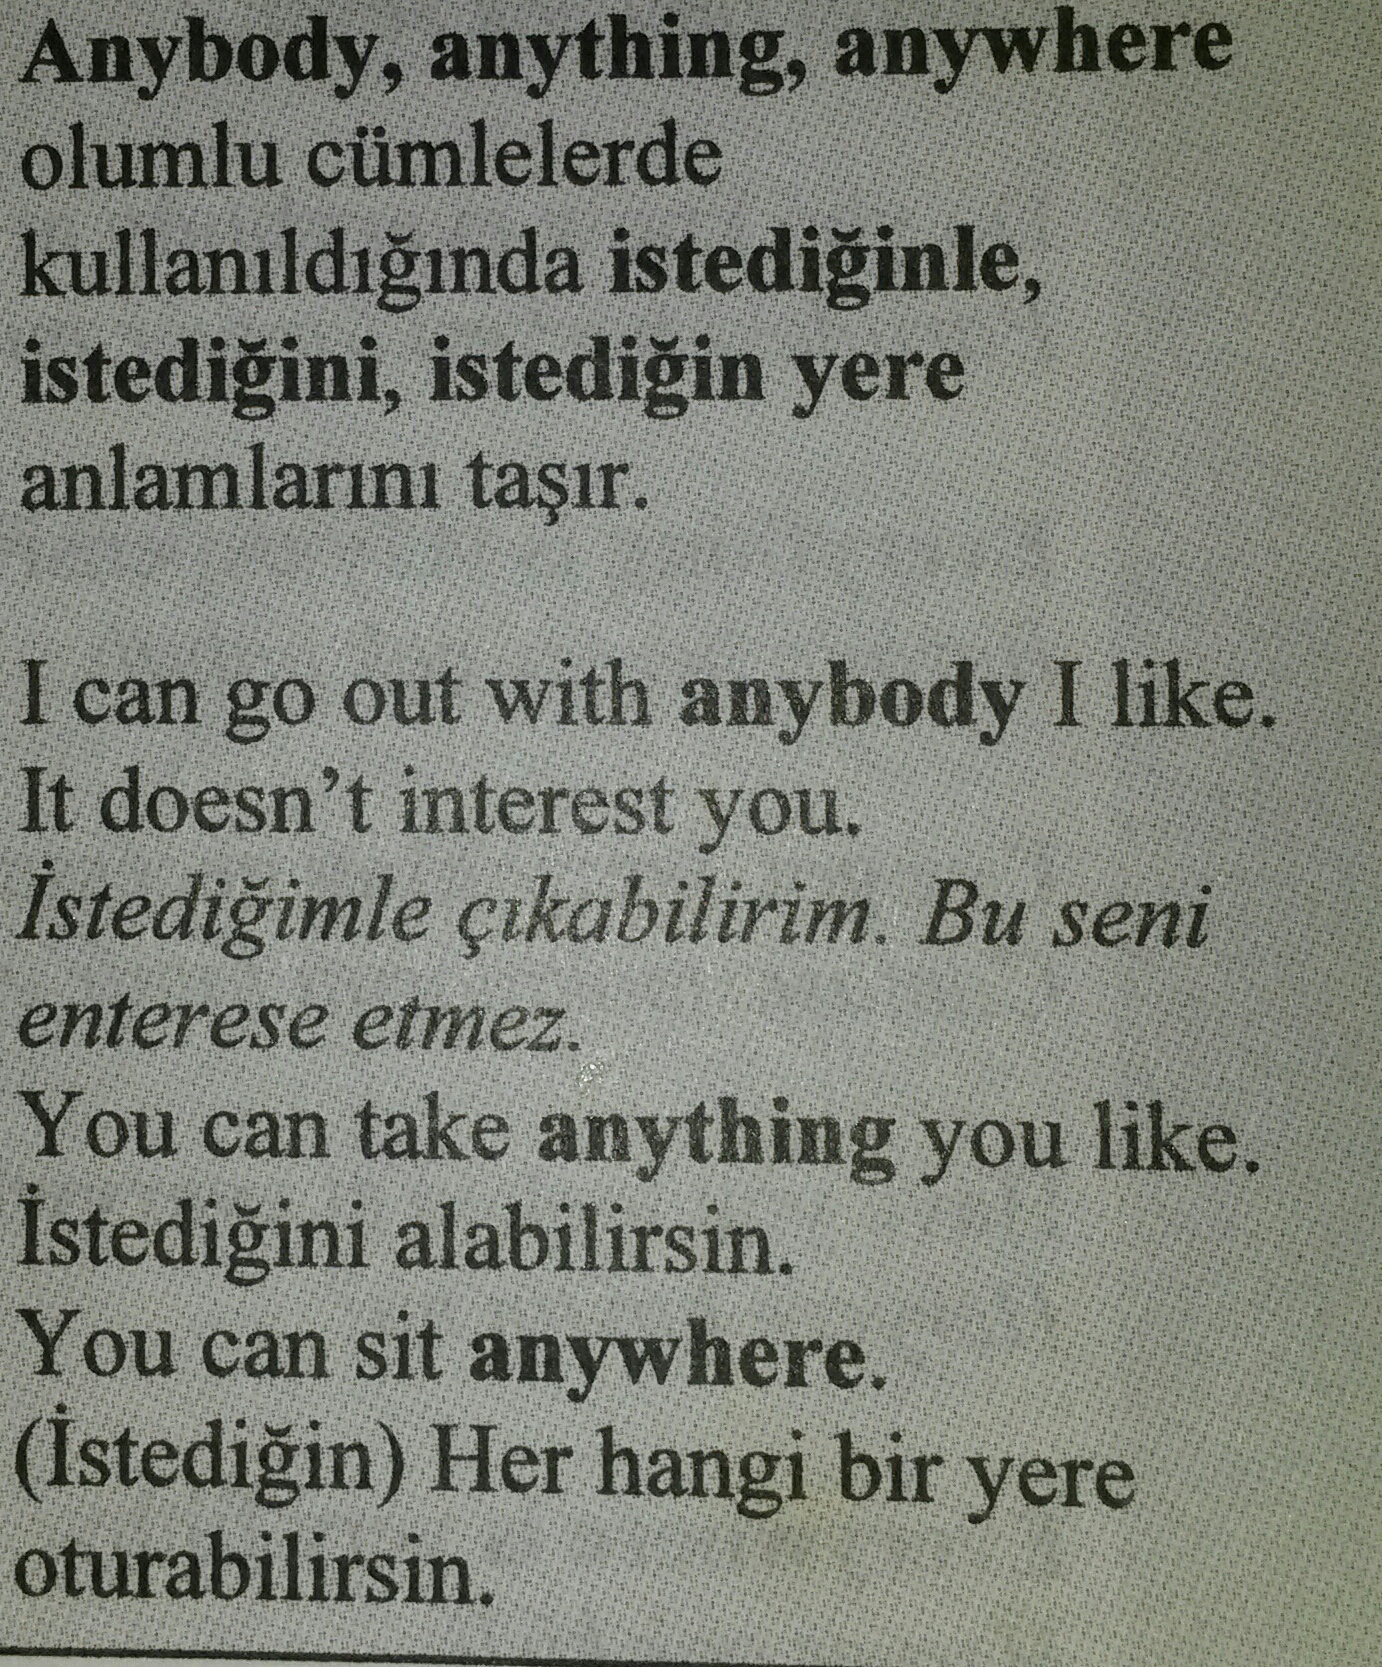 Anybody, anything, anywhere
olumlu cümlelerde
kullanıldığında istediğinle,
istediğini, istediğin yere
anlamlarını taşır.
I can go out with anybody I like.
It doesn't interest you.
İstediğimle çıkabilirim. Bu seni
enterese etmez.
You can take anything you like.
İstediğini alabilirsin.
You can sit anywhere.
(İstediğin) Her hangi bir yere
oturabilirsin.